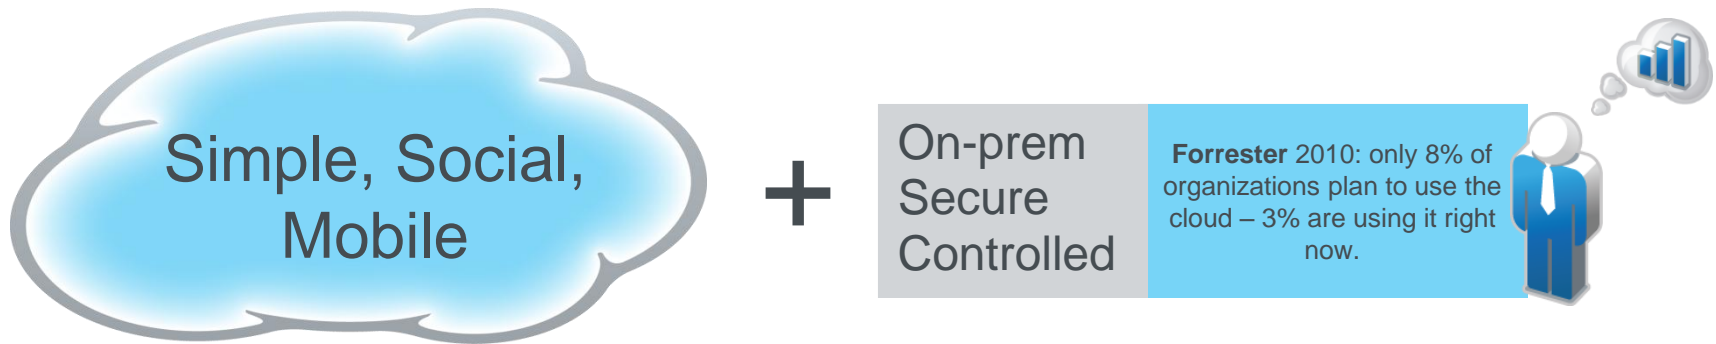 Simple, Social,
Mobile
+
On-prem
Secure
Controlled
Forrester 2010: only 8% of
organizations plan to use the
cloud – 3% are using it right
now.